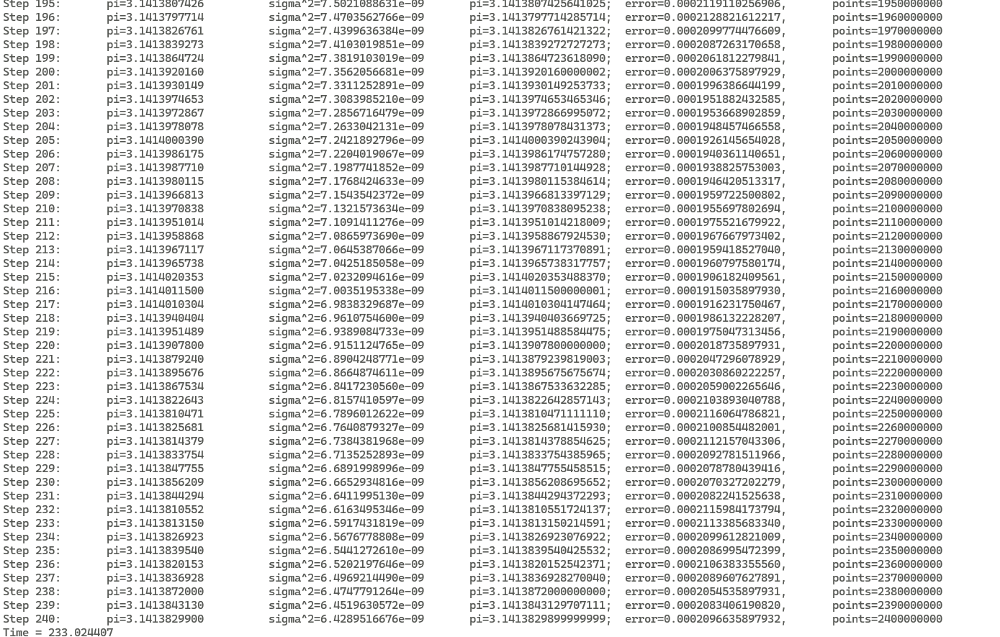 Step 195: pi=3.1413807426 sigma^2=7.5021088631e-09 pi=3.1413807425641025; error=0.0002119110256906, points=1950000000
Step 196: pi=3.1413797714 sigma^2=7.4703562766e-09 pi=3.1413797714285714; error=0.0002128821612217, points=1960000000
Step 197: pi=3.1413826761 sigma^2=7.4399636384e-09 pi=3.1413826761421322; error=0.0002099774476609, points=1970000000
Step 198: pi=3.1413839273 sigma^2=7.4103019851e-09 pi=3.1413839272727273; error=0.0002087263170658, points=1980000000
Step 199: pi=3.1413864724 sigma^2=7.3819103019e-09 pi=3.1413864723618090; error=0.0002061812279841, points=1990000000
Step 200: pi=3.1413920160 sigma^2=7.3562056681e-09 pi=3.1413920160000002; error=0.0002006375897929, points=2000000000
Step 201: pi=3.1413930149 sigma^2=7.3311252891e-09 pi=3.1413930149253733; error=0.0001996386644199, points=2010000000
Step 202: pi=3.1413974653 sigma^2=7.3083985210e-09 pi=3.1413974653465346; error=0.0001951882432585, points=2020000000
Step 203: pi=3.1413972867 sigma^2=7.2856716479e-09 pi=3.1413972866995072; error=0.0001953668902859, points=2030000000
Step 204: pi=3.1413978078 sigma^2=7.2633042131e-09 pi=3.1413978078431373; error=0.0001948457466558, points=2040000000
Step 205: pi=3.1414000390 sigma^2=7.2421892796e-09 pi=3.1414000390243904; error=0.0001926145654028, points=2050000000
Step 206: pi=3.1413986175 sigma^2=7.2204019067e-09 pi=3.1413986174757280; error=0.0001940361140651, points=2060000000
Step 207: pi=3.1413987710 sigma^2=7.1987741852e-09 pi=3.1413987710144928; error=0.0001938825753003, points=2070000000
Step 208: pi=3.1413980115 sigma^2=7.1768424633e-09 pi=3.1413980115384614; error=0.0001946420513317, points=2080000000
Step 209: pi=3.1413966813 sigma^2=7.1543542372e-09 pi=3.1413966813397129; error=0.0001959722500802, points=2090000000
Step 210: pi=3.1413970838 sigma^2=7.1321573634e-09 pi=3.1413970838095238; error=0.0001955697802694, points=2100000000
Step 211: pi=3.1413951014 sigma^2=7.1091411276e-09 pi=3.1413951014218009; error=0.0001975521679922, points=2110000000
Step 212: pi=3.1413958868 sigma^2=7.0865973690e-09 pi=3.1413958867924530; error=0.0001967667973402, points=2120000000
Step 213: pi=3.1413967117 sigma^2=7.0645387066e-09 pi=3.1413967117370891; error=0.0001959418527040, points=2130000000
Step 214: pi=3.1413965738 sigma^2=7.0425185058e-09 pi=3.1413965738317757; error=0.0001960797580174, points=2140000000
Step 215: pi=3.1414020353 sigma^2=7.0232094616e-09 pi=3.1414020353488370; error=0.0001906182409561, points=2150000000
Step 216: pi=3.1414011500 sigma^2=7.0035195338e-09 pi=3.1414011500000001; error=0.0001915035897930, points=2160000000
Step 217: pi=3.1414010304 sigma^2=6.9838329687e-09 pi=3.1414010304147464; error=0.0001916231750467, points=2170000000
Step 218: pi=3.1413940404 sigma^2=6.9610754600e-09 pi=3.1413940403669725; error=0.0001986132228207, points=2180000000
Step 219: pi=3.1413951489 sigma^2=6.9389084733e-09 pi=3.1413951488584475; error=0.0001975047313456, points=2190000000
Step 220: pi=3.1413907800 sigma^2=6.9151124765e-09 pi=3.1413907800000000; error=0.0002018735897931, points=2200000000
Step 221: pi=3.1413879240 sigma^2=6.8904248771e-09 pi=3.1413879239819003; error=0.0002047296078929, points=2210000000
Step 222: pi=3.1413895676 sigma^2=6.8664874611e-09 pi=3.1413895675675674; error=0.0002030860222257, points=2220000000
Step 223: pi=3.1413867534 sigma^2=6.8417230560e-09 pi=3.1413867533632285; error=0.0002059002265646, points=2230000000
Step 224: pi=3.1413822643 sigma^2=6.8157410597e-09 pi=3.1413822642857143; error=0.0002103893040788, points=2240000000
Step 225: pi=3.1413810471 sigma^2=6.7896012622e-09 pi=3.1413810471111110; error=0.0002116064786821, points=2250000000
Step 226: pi=3.1413825681 sigma^2=6.7640879327e-09 pi=3.1413825681415930; error=0.0002100854482001, points=2260000000
Step 227: pi=3.1413814379 sigma^2=6.7384381968e-09 pi=3.1413814378854625; error=0.0002112157043306, points=2270000000
Step 228: pi=3.1413833754 sigma^2=6.7135252893e-09 pi=3.1413833754385965; error=0.0002092781511966, points=2280000000
Step 229: pi=3.1413847755 sigma^2=6.6891998996e-09 pi=3.1413847755458515; error=0.0002078780439416, points=2290000000
Step 230: pi=3.1413856209 sigma^2=6.6652934816e-09 pi=3.1413856208695652; error=0.0002070327202279, points=2300000000
Step 231: pi=3.1413844294 sigma^2=6.6411995130e-09 pi=3.1413844294372293; error=0.0002082241525638, points=2310000000
Step 232: pi=3.1413810552 sigma^2=6.6163495346e-09 pi=3.1413810551724137; error=0.0002115984173794, points=2320000000
Step 233: pi=3.1413813150 sigma^2=6.5917431819e-09 pi=3.1413813150214591; error=0.0002113385683340, points=2330000000
Step 234: pi=3.1413826923 sigma^2=6.5676778808e-09 pi=3.1413826923076922; error=0.0002099612821009, points=2340000000
Step 235: pi=3.1413839540 sigma^2=6.5441272610e-09 pi=3.1413839540425532; error=0.0002086995472399, points=2350000000
Step 236: pi=3.1413820153 sigma^2=6.5202197646e-09 pi=3.1413820152542371; error=0.0002106383355560, points=2360000000
Step 237: pi=3.1413836928 sigma^2=6.4969214490e-09 pi=3.1413836928270040; error=0.0002089607627891, points=2370000000
Step 238: pi=3.1413872000 sigma^2=6.4747791264e-09 pi=3.1413872000000000; error=0.0002054535897931, points=2380000000
Step 239: pi=3.1413843130 sigma^2=6.4519630572e-09 pi=3.1413843129707111; error=0.0002083406190820, points=2390000000
Step 240: pi=3.1413829900 sigma^2=6.4289516676e-09 pi=3.1413829899999999; error=0.0002096635897932, points=2400000000
Time = 233.024407